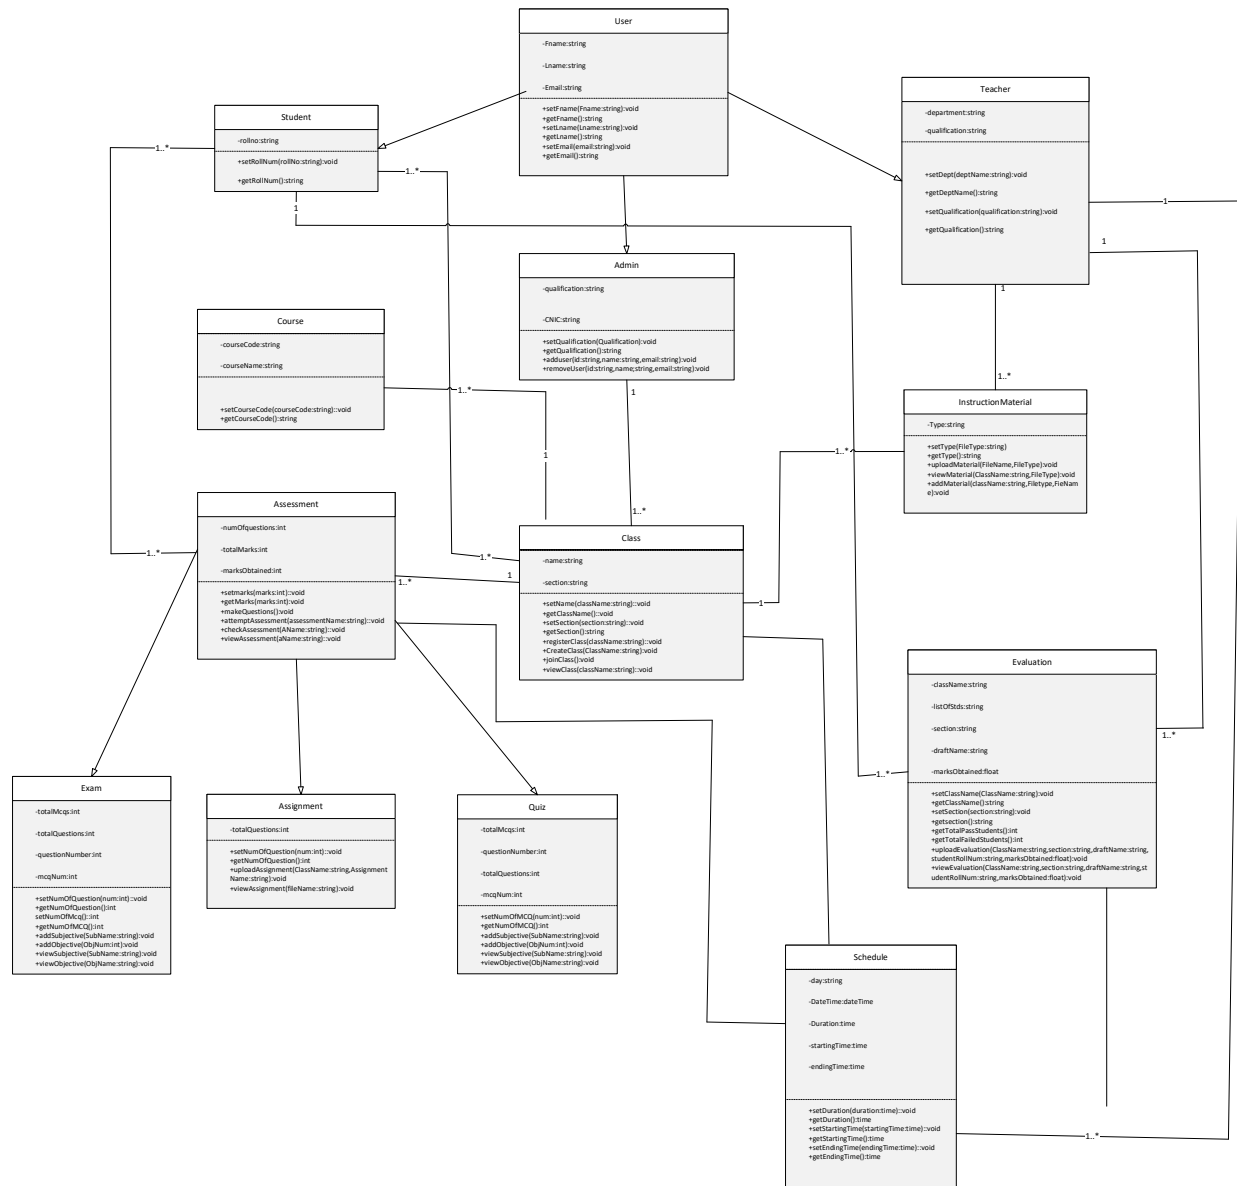 User
-Fname:string
-Lname:string
-Email:string
+setFname(Fname:string):void
+getFname():string
+setLname(Lname:string):void
+getLname():string
+setEmail(email:string):void
+getEmail():string
Teacher
-department:string
-qualification:string
+setDept(deptName:string):void
+getDeptName():string
+setQualification(qualification:string):void
+getQualification():string
Student
-rollno:string
+setRollNum(rollNo:string):void
+getRollNum():string
1..*
1..*
1
1
1
1
Admin
-qualification:string
-CNIC:string
+setQualification(Qualification):void
+getQualification():string
+adduser(id:string,name:string,email:string):void
+removeUser(id:string,name;string,email:string):void
Course
-courseCode:string
-courseName:string
+setCourseCode(courseCode:string)::void
+getCourseCode():string
1..*
1
1
1..*
1..*
InstructionMaterial
-Type:string
+setType(FileType:string)
+getType():string
+uploadMaterial(FileName,FileType):void
+viewMaterial(ClassName:string,FileType):void
+addMaterial(className:string,Filetype,FieNam
e):void
1..*
Assessment
-numOfquestions:int
-totalMarks:int
-marksObtained:int
+setmarks(marks:int)::void
+getMarks(marks:int):void
+makeQuestions():void
+attemptAssessment(assessmentName:string)::void
+checkAssessment(AName:string)::void
+viewAssessment(aName:string)::void
1..*
1.*
1..*
1
Class
-name:string
-section:string
+setName(className:string)::void
+getClassName()::void
+setSection(section:string)::void
+getSection():string
+registerClass(className:string)::void
+CreateClass(ClassName:string):void
+joinClass():void
+viewClass(className:string)::void
1
Evaluation
-className:string
-listOfStds:string
-section:string
-draftName:string
-marksObtained:float
+setClassName(ClassName:string):void
+getClassName():string
+setSection(section:string):void
+getsection():string
+getTotalPassStudents():int
+getTotalFailedStudents():int
+uploadEvaluation(ClassName:string,section:string,draftName:string,
studentRollNum:string,marksObtained:float):void
+viewEvaluation(ClassName:string,section:string,draftName:string,st
udentRollNum:string,marksObtained:float):void
1..*
1..*
Exam
-totalMcqs:int
-totalQuestions:int
-questionNumber:int
-mcqNum:int
+setNumOfQuestion(num:int)::void
+getNumOfQuestion():int
setNumOfMcq()::int
+getNumOfMCQ():int
+addSubjective(SubName:string):void
+addObjective(ObjNum:int):void
+viewSubjective(SubName:string):void
+viewObjective(ObjName:string):void
Assignment
-totalQuestions:int
+setNumOfQuestion(num:int)::void
+getNumOfQuestion():int
+uploadAssignment(ClassName:string,Assignment
Name:string):void
+viewAssignment(fileName:string):void
Quiz
-totalMcqs:int
-questionNumber:int
-totalQuestions:int
-mcqNum:int
+setNumOfMCQ(num:int)::void
+getNumOfMCQ():int
+addSubjective(SubName:string):void
+addObjective(ObjNum:int):void
+viewSubjective(SubName:string):void
+viewObjective(ObjName:string):void
Schedule
-day:string
-DateTime:dateTime
-Duration:time
-startingTime:time
-endingTime:time
+setDuration(duration:time)::void
+getDuration():time
+setStartingTime(startingTime:time)::void
+getStartingTime():time
+setEndingTime(endingTime:time)::void
+getEndingTime():time
1..*